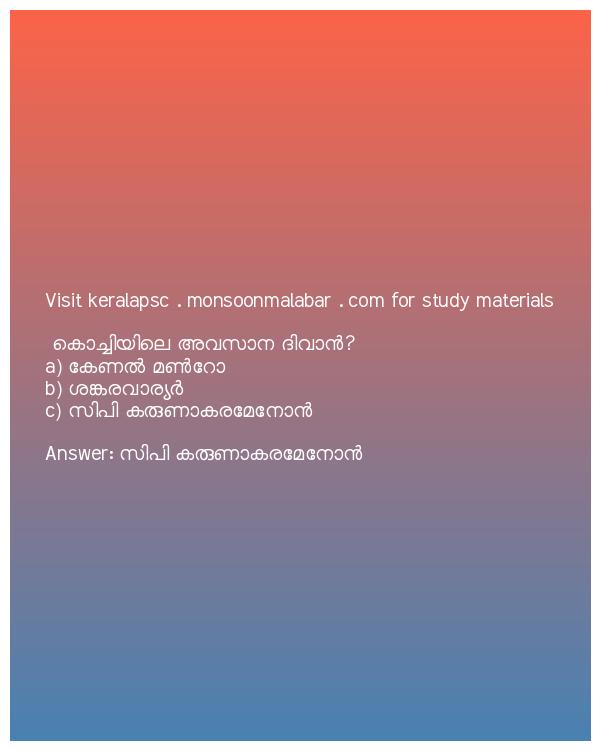 Visit keralapsc . monsoonmalabar . com for study materials
കൊച്ചിയിലെ അവസാന ദിവാൻ?
a) കേണൽ മൺറോ
b) ശങ്കരവാര്യർ
c) സിപി കരുണാകരമേനോൻ
Answer: സിപി കരുണാകരമേനോൻ